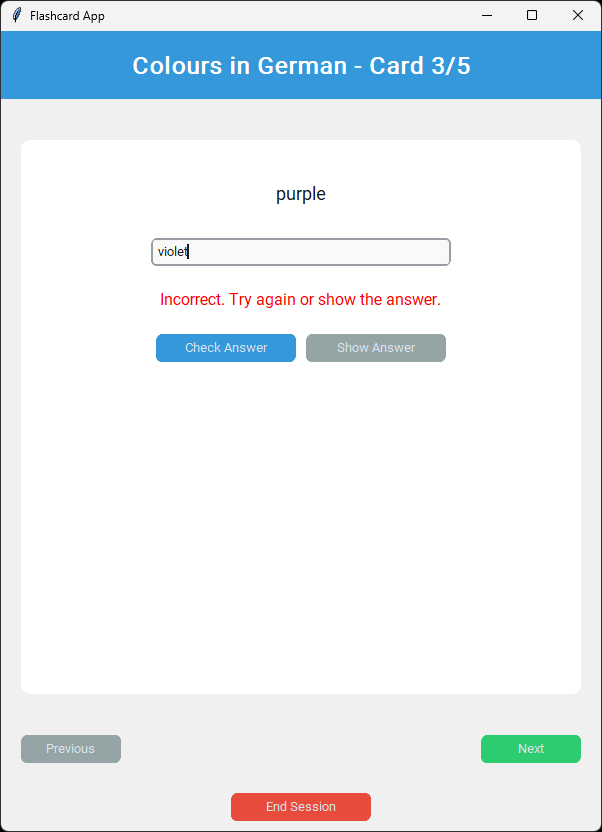 Flashcard App
Colours in German - Card 3/5
purple
violet
Incorrect. Try again or show the answer.
Check Answer Show Answer
Previous Next
End Session